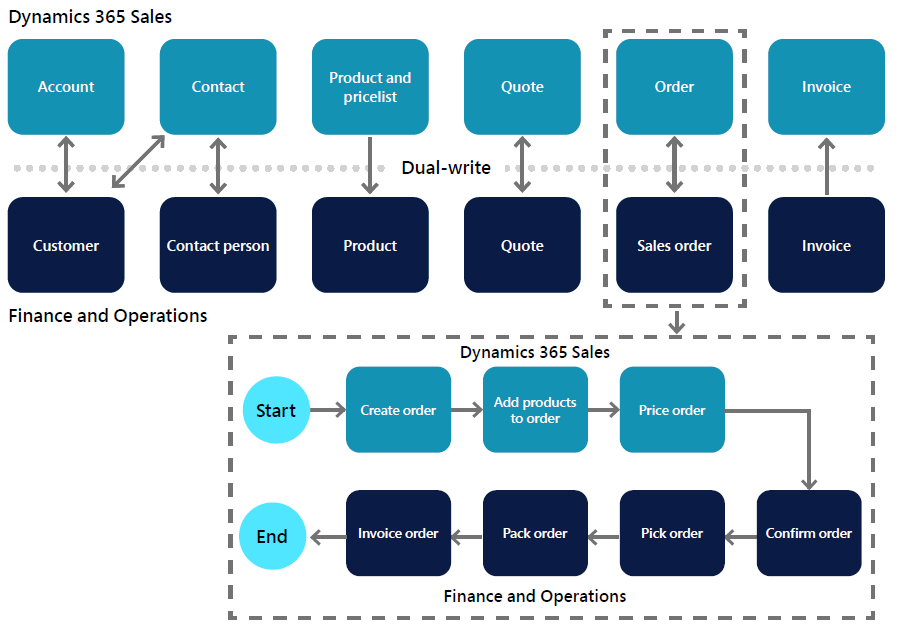 Dynamics 365 Sales
Account
Contact
Product and
pricelist
Quote
Order
Invoice
Dual-write
Customer
Contact person
Product
Quote
Sales order
Invoice
Finance and Operations
Dynamics 365 Sales
Start
Create order
Add products
to order
Price order
End
Invoice order
Pack order
Pick order
Confirm order
Finance and Operations